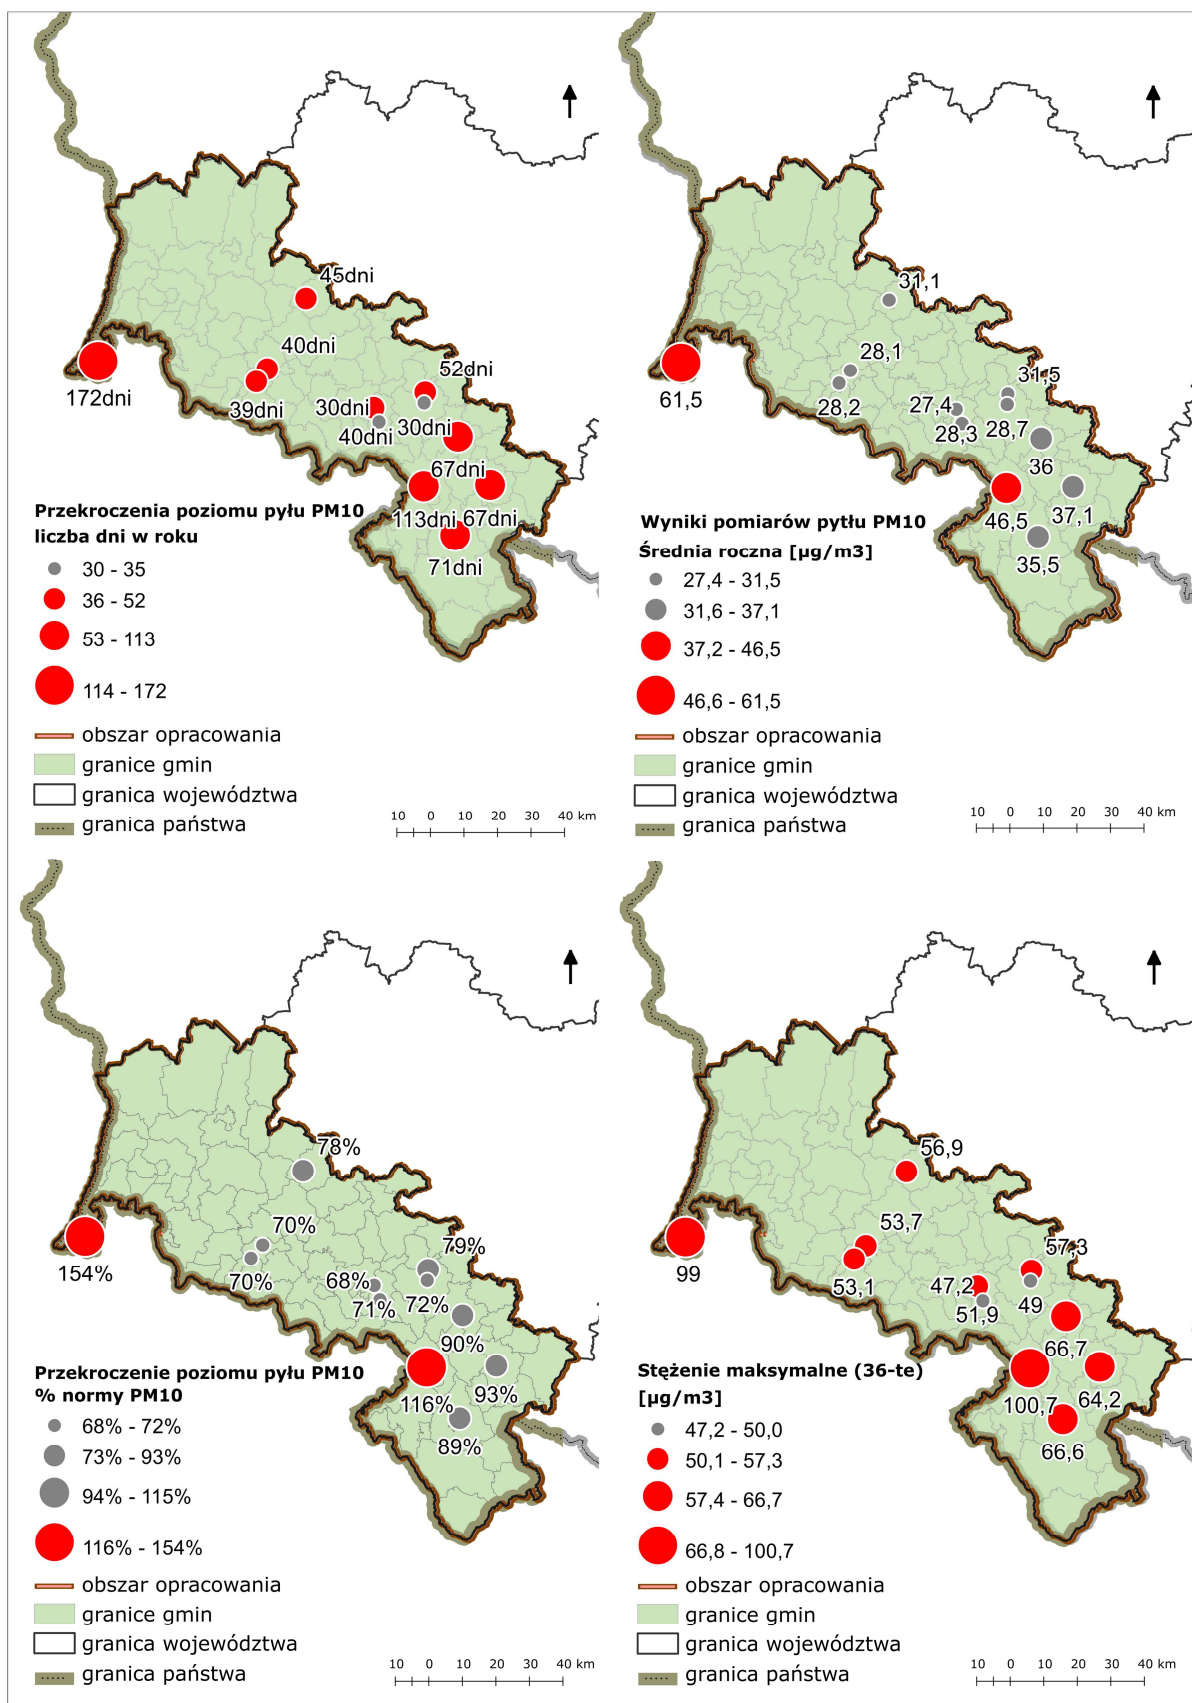 45dni
40dni
172dni
39dni
52dni
30dni
40dni
30dni
67dni
113dni
67dni
71dni
Przekroczenia poziomu pyłu PM10
liczba dni w roku
30 - 35
36 - 52
53 - 113
114 - 172
obszar opracowania
granice gmin
granica województwa
granica państwa
10 0 10 20 30 40 km
31,1
28,1
61,5
28,2
31,5
27,4
28,3
28,7
36
46,5
37,1
35,5
Wyniki pomiarów pytłu PM10
Średnia roczna [µg/m3]
27,4 - 31,5
31,6 - 37,1
37,2 - 46,5
46,6 - 61,5
obszar opracowania
granice gmin
granica województwa
granica państwa
10 0 10 20 30 40 km
78%
70%
154%
70%
79%
68%
71%
72%
90%
116%
93%
89%
Przekroczenie poziomu pyłu PM10
% normy PM10
68% - 72%
73% - 93%
94% - 115%
116% - 154%
obszar opracowania
granice gmin
granica województwa
granica państwa
10 0 10 20 30 40 km
56,9
53,7
99
53,1
57,3
47,2
51,9
49
66,7
100,7
64,2
66,6
Stężenie maksymalne (36-te)
[µg/m3]
47,2 - 50,0
50,1 - 57,3
57,4 - 66,7
66,8 - 100,7
obszar opracowania
granice gmin
granica województwa
granica państwa
10 0 10 20 30 40 km